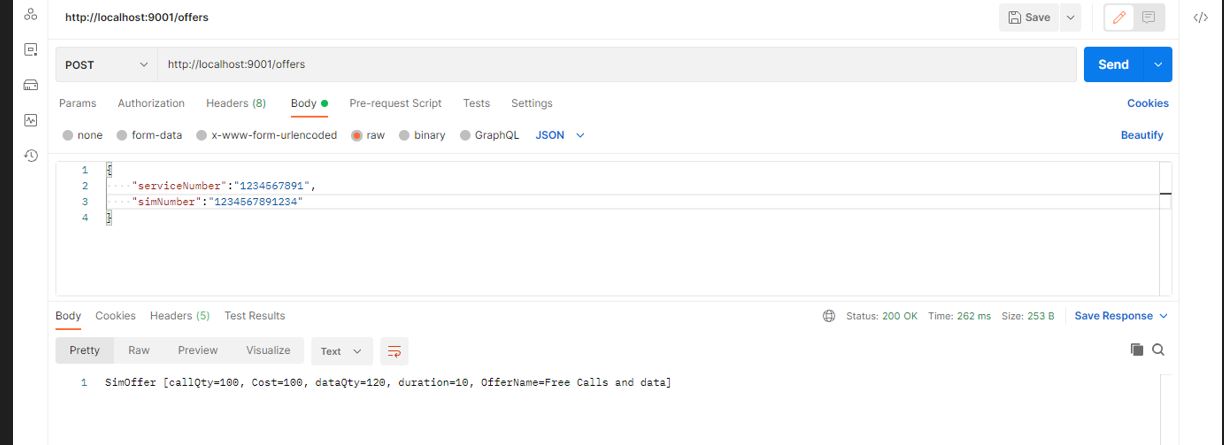 http://localhost:9001/offers
Save
POST
http://localhost:9001/offers
Send
Params Authorization Headers (8) Body Pre-request Script Tests Settings
Cookies
none form-data x-www-form-urlencoded raw binary GraphQL JSON
Beautify
1 {
2 "serviceNumber":"1234567891",
3 "simNumber":"1234567891234"
4 }
Body Cookies Headers (5) Test Results
Status: 200 OK Time: 262 ms Size: 253 B Save Response
Pretty Raw Preview Visualize Text
1 SimOffer [callQty=100, Cost=100, dataQty=120, duration=10, OfferName=Free Calls and data]